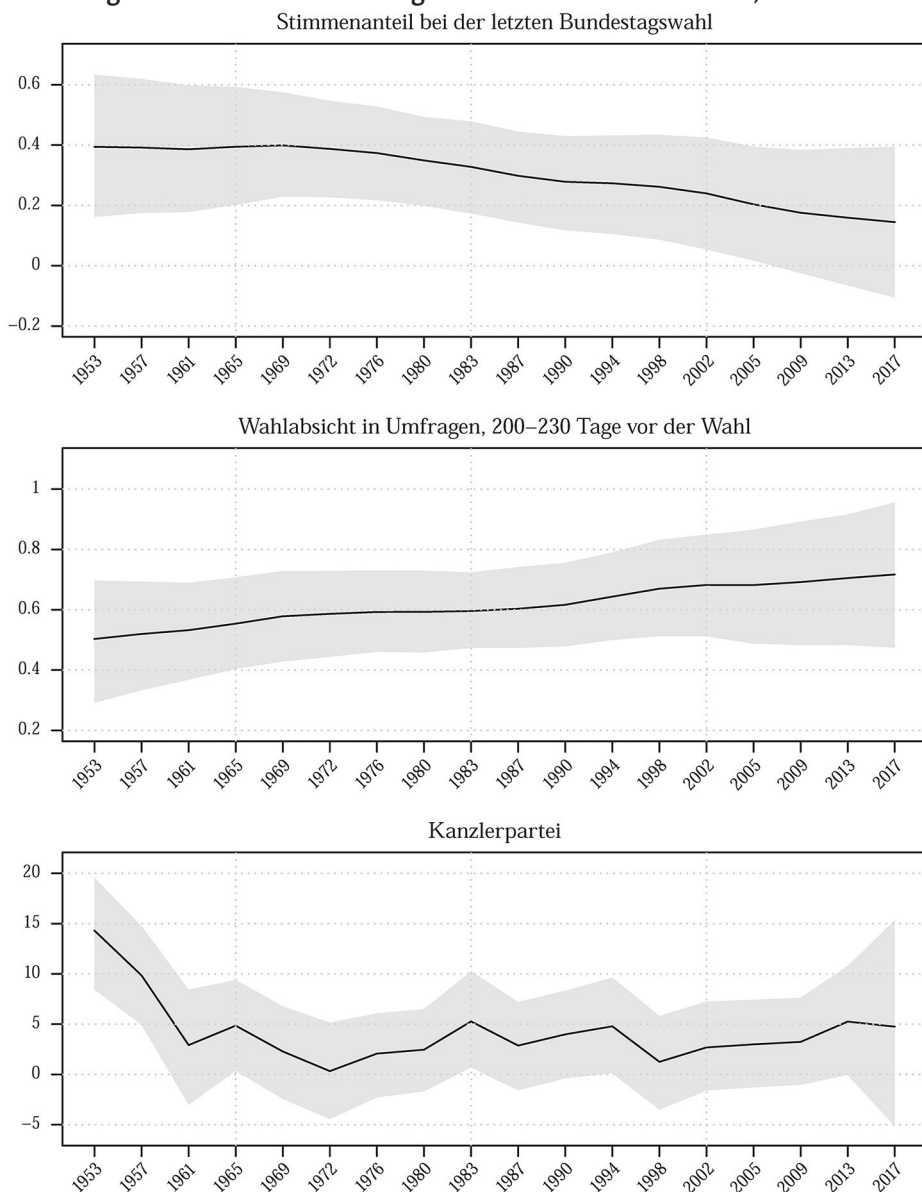 Stimmenanteil bei der letzten Bundestagswahl
0.6
0.4
0.2
0
−0.2
1953 1957 1961 1965 1969 1972 1976 1980 1983 1987 1990 1994 1998 2002 2005 2009 2013 2017
Wahlabsicht in Umfragen, 200–230 Tage vor der Wahl
1
0.8
0.6
0.4
0.2
1953 1957 1961 1965 1969 1972 1976 1980 1983 1987 1990 1994 1998 2002 2005 2009 2013 2017
Kanzlerpartei
20
15
10
5
0
−5
1953 1957 1961 1965 1969 1972 1976 1980 1983 1987 1990 1994 1998 2002 2005 2009 2013 2017